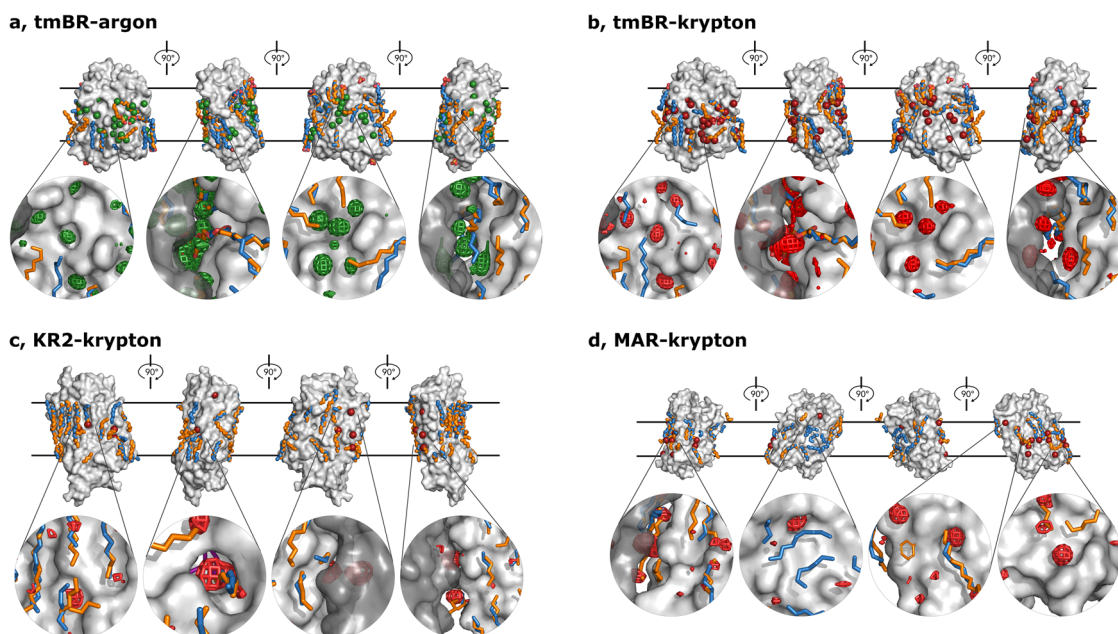 a, tmBR-argon
90° 90° 90°
b, tmBR-krypton
90° 90° 90°
c, KR2-krypton
90° 90° 90°
d, MAR-krypton
90° 90° 90°